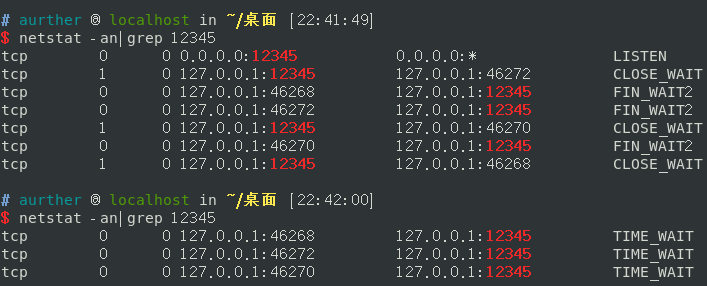 # aurther @ localhost in ~/桌面 [22:41:49]
$ netstat -an|grep 12345
tcp 0 0 0.0.0.0:12345 0.0.0.0:* LISTEN
tcp 1 0 127.0.0.1:12345 127.0.0.1:46272 CLOSE_WAIT
tcp 0 0 127.0.0.1:46268 127.0.0.1:12345 FIN_WAIT2
tcp 0 0 127.0.0.1:46272 127.0.0.1:12345 FIN_WAIT2
tcp 1 0 127.0.0.1:12345 127.0.0.1:46270 CLOSE_WAIT
tcp 0 0 127.0.0.1:46270 127.0.0.1:12345 FIN_WAIT2
tcp 1 0 127.0.0.1:12345 127.0.0.1:46268 CLOSE_WAIT
# aurther @ localhost in ~/桌面 [22:42:00]
$ netstat -an|grep 12345
tcp 0 0 127.0.0.1:46268 127.0.0.1:12345 TIME_WAIT
tcp 0 0 127.0.0.1:46272 127.0.0.1:12345 TIME_WAIT
tcp 0 0 127.0.0.1:46270 127.0.0.1:12345 TIME_WAIT